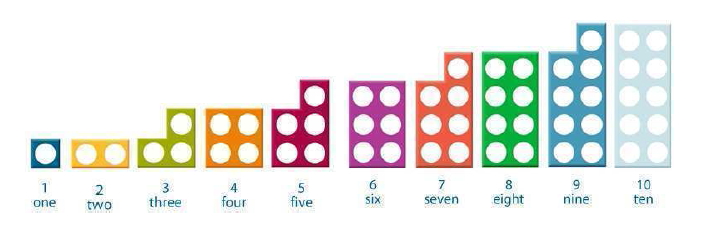 1 2 3 4 5 6 7 8 9 10
one two three four five six seven eight nine ten